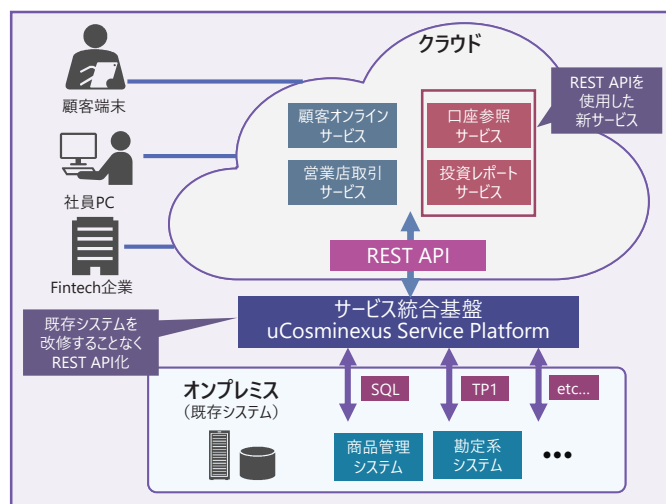 クラウド
顧客端末
社員PC
Fintech企業
顧客オンライン
サービス
口座参照
サービス
営業店取引
サービス
投資レポート
サービス
REST APIを
使用した
新サービス
REST API
サービス統合基盤
uCosminexus Service Platform
既存システムを
改修することなく
REST API化
オンプレミス
（既存システム）
SQL
TP1
etc...
商品管理
システム
勘定系
システム
•••